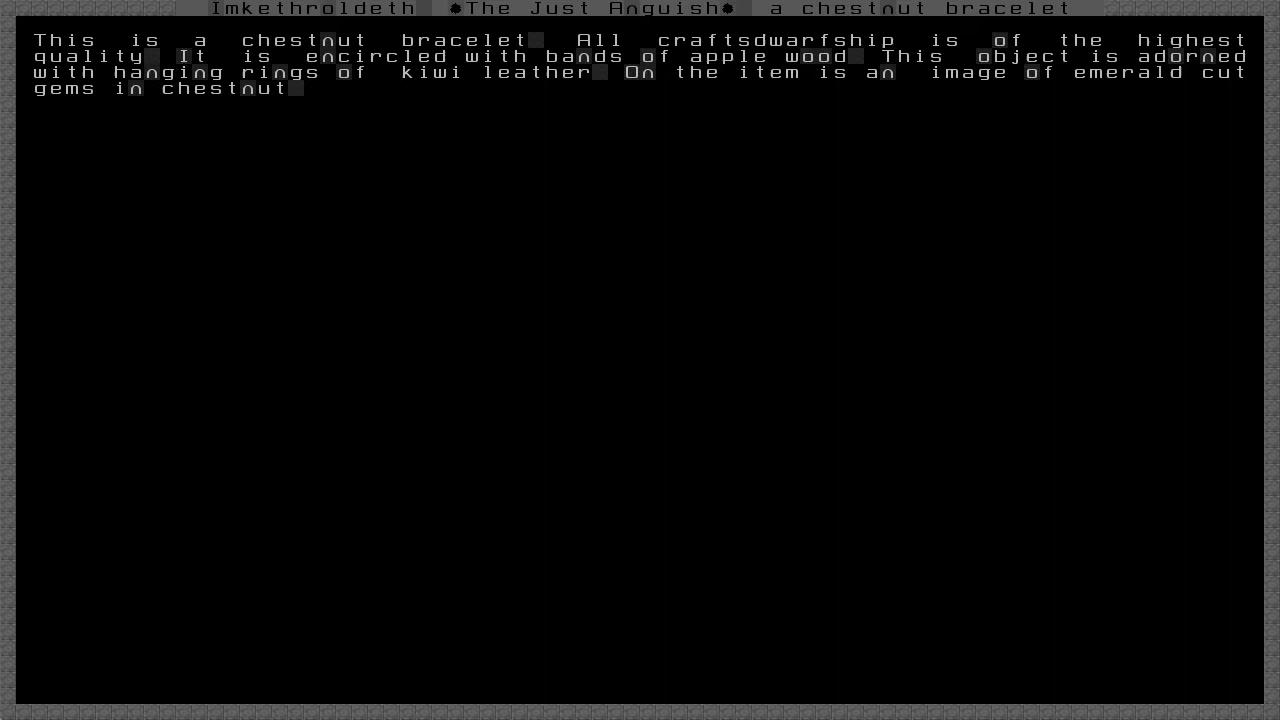 Imkethroldeth ✹The Just Anguish✹ a chestnut bracelet
This is a chestnut bracelet All craftsdwarfship is of the highest
quality It is encircled with bands of apple wood This object is adorned
with hanging rings of kiwi leather On the item is an image of emerald cut
gems in chestnut